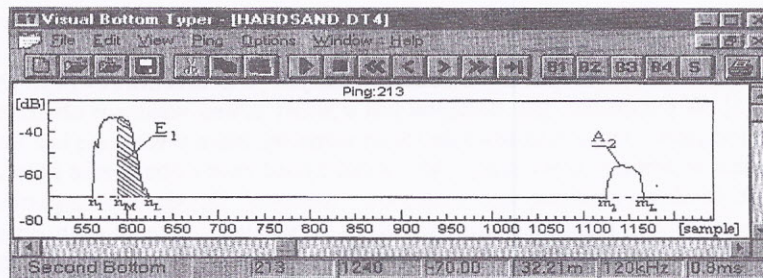 Visual Bottom Typer - [HARDSAND.DT4]
File Edit View Ping Options Window Help
B1 B2 B3 B4 S
Ping:213
[dB]
-40
E1
A2
-60
n1 nM nL
m1 mL
-80
550 600 650 700 750 800 850 900 950 1000 1050 1100 1150 [sample]
Second Bottom 213 1240 -70.00 32.21m 120kHz 0.3ms